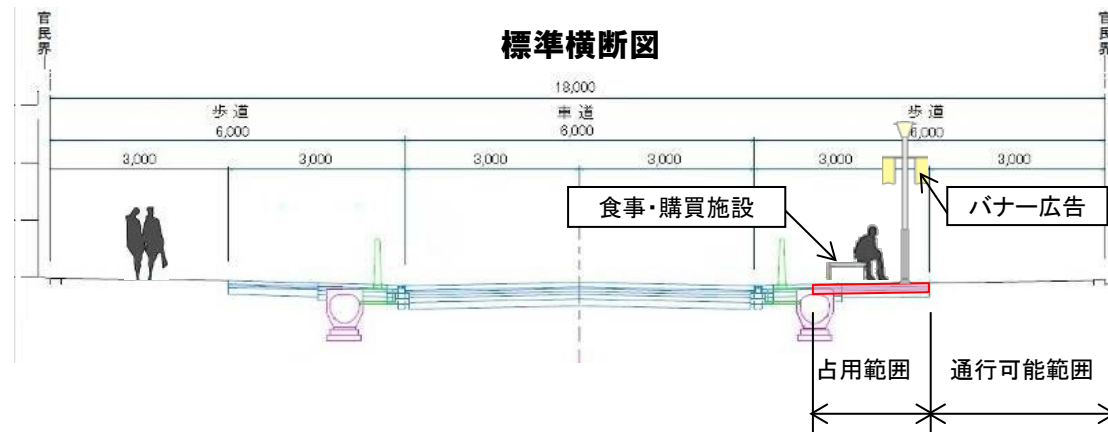 官民界
官民界
標準横断図
18,000
歩道
車道
歩道
6,000
6,000
6,000
3,000
3,000
3,000
3,000
3,000
3,000
食事・購買施設
バナー広告
占用範囲
通行可能範囲